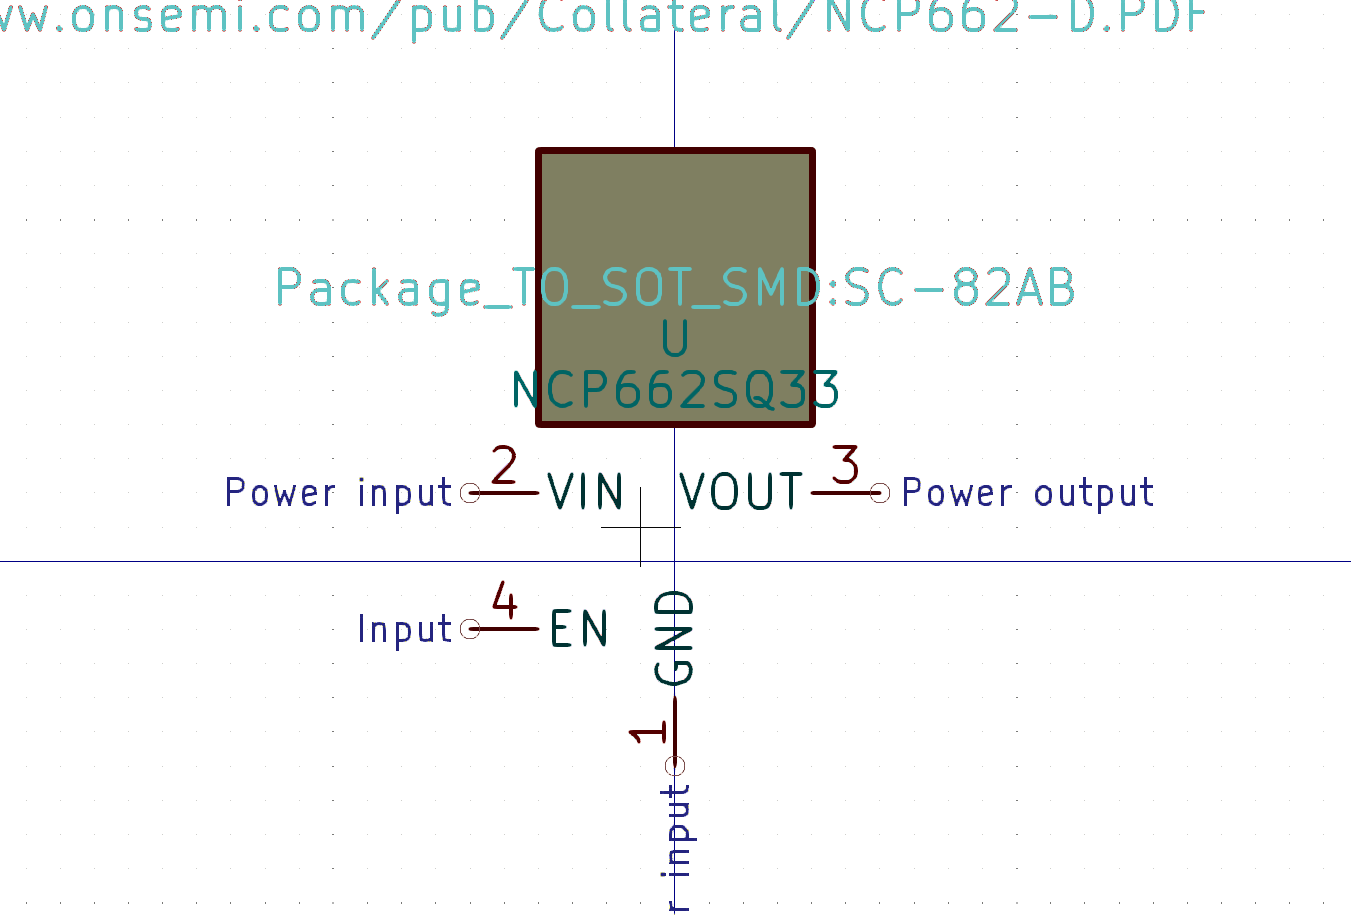 ww.onsemi.com/pub/Collateral/NCP662-D.PDF
Package_TO_SOT_SMD:SC-82AB
U
NCP662SQ33
Power input 2 VIN VOUT 3 Power output
Input 4 EN
GND
1
r input